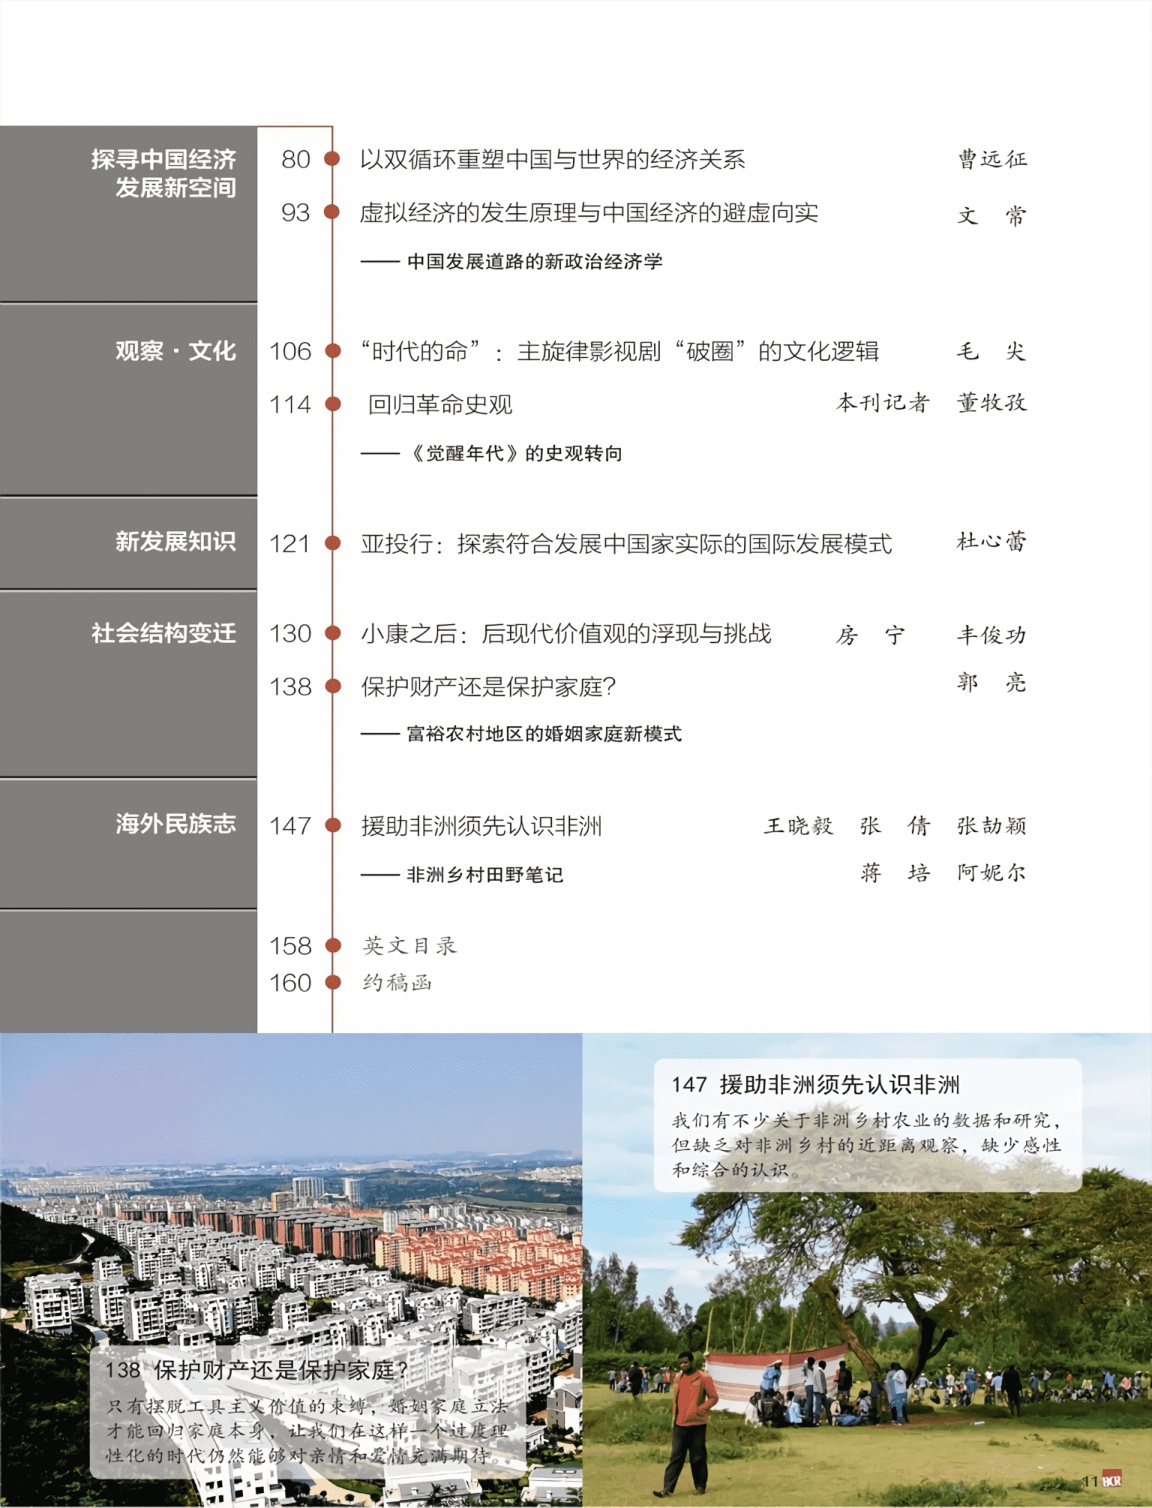 探寻中国经济
发展新空间
80 以双循环重塑中国与世界的经济关系 曹远征
93 虚拟经济的发生原理与中国经济的避虚向实 文 常
—— 中国发展道路的新政治经济学
观察·文化
106 “时代的命”：主旋律影视剧“破圈”的文化逻辑 毛 尖
114 回归革命史观 本刊记者 董牧孜
—— 《觉醒年代》的史观转向
新发展知识
121 亚投行：探索符合发展中国家实际的国际发展模式 杜心蕾
社会结构变迁
130 小康之后：后现代价值观的浮现与挑战 房 宁 丰俊功
138 保护财产还是保护家庭？ 郭 亮
—— 富裕农村地区的婚姻家庭新模式
海外民族志
147 援助非洲须先认识非洲 王晓毅 张 倩 张劼颖
蒋 培 阿妮尔
—— 非洲乡村田野笔记
158 英文目录
160 约稿函
138 保护财产还是保护家庭？
只有摆脱工具主义价值的束缚，婚姻家庭立法
才能回归家庭本身，让我们在这样一个过度理
性化的时代仍然能够对亲情和爱情充满期待。
147 援助非洲须先认识非洲
我们有不少关于非洲乡村农业的数据和研究，
但缺乏对非洲乡村的近距离观察，缺少感性
和综合的认识。
11 BCR